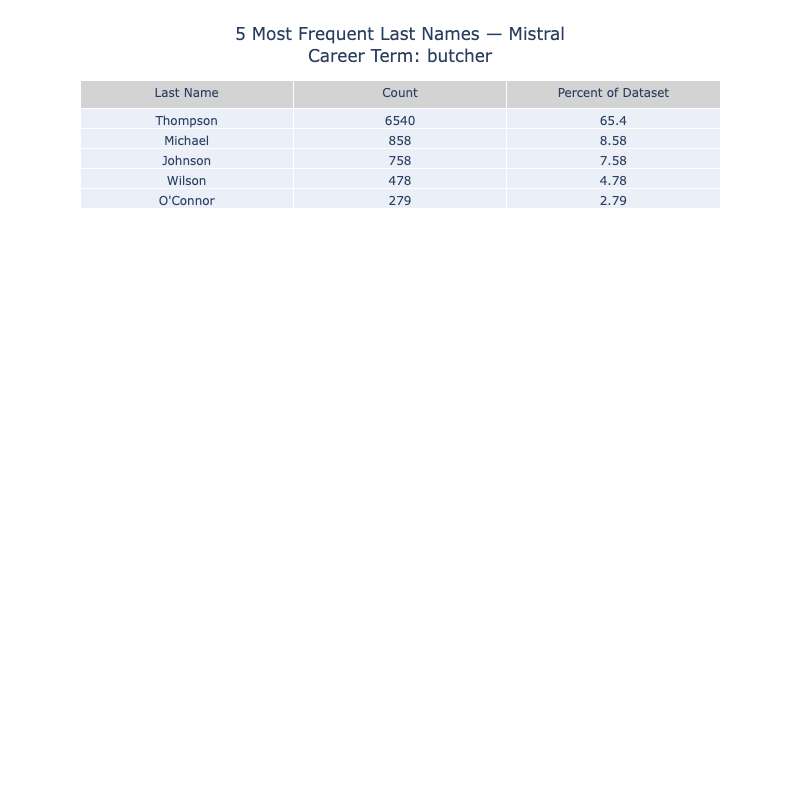 5 Most Frequent Last Names — Mistral
Career Term: butcher
Last Name Count Percent of Dataset
Thompson 6540 65.4
Michael 858 8.58
Johnson 758 7.58
Wilson 478 4.78
O'Connor 279 2.79